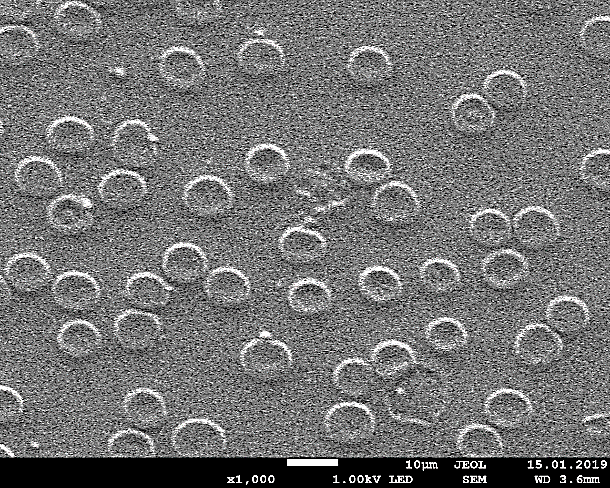 10µm JEOL 15.01.2019
x1,000 1.00kV LED SEM WD 3.6mm